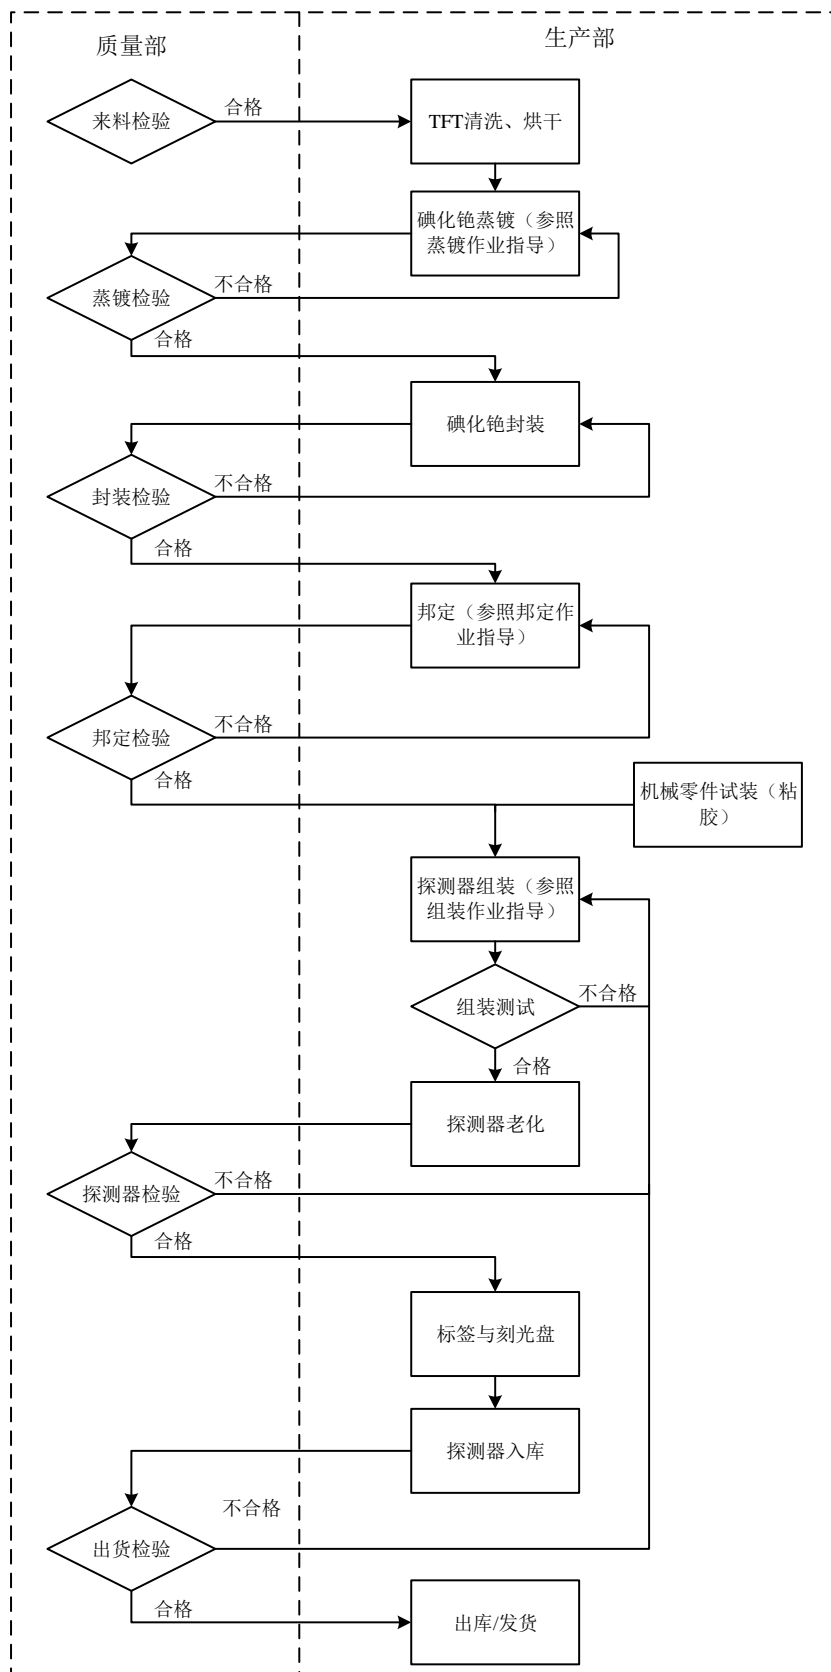 质量部
生产部
来料检验
合格
TFT清洗、烘干
碘化铯蒸镀（参照
蒸镀作业指导）
蒸镀检验
不合格
合格
碘化铯封装
封装检验
不合格
合格
邦定（参照邦定作
业指导）
邦定检验
不合格
合格
机械零件试装（粘
胶）
探测器组装（参照
组装作业指导）
组装测试
不合格
合格
探测器老化
探测器检验
不合格
合格
标签与刻光盘
探测器入库
不合格
出货检验
合格
出库/发货